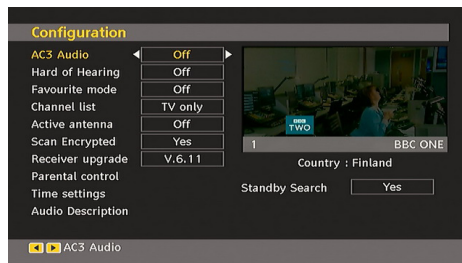 Configuration
AC3 Audio Off
Hard of Hearing Off
Favourite mode Off
Channel list TV only
Active antenna Off
Scan Encrypted Yes
Receiver upgrade V.6.11
Parental control
Time settings
Audio Description
BBC
TWO
1 BBC ONE
Country : Finland
Standby Search Yes
AC3 Audio